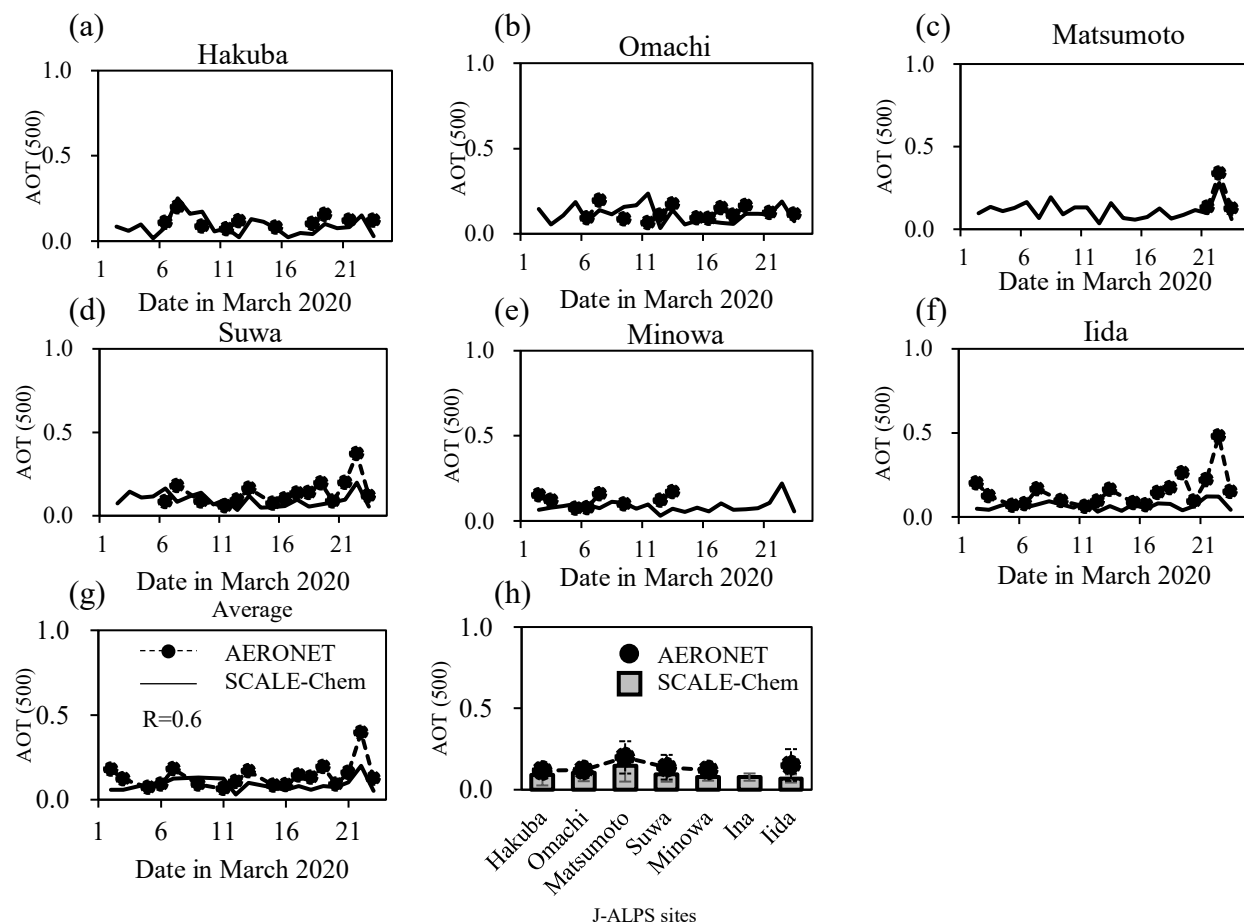 (a)
Hakuba
1.0
0.5
0.0
AOT (500)
1 6 11 16 21
Date in March 2020
(b)
Omachi
1.0
0.5
0.0
AOT (500)
1 6 11 16 21
Date in March 2020
(c)
Matsumoto
1.0
0.5
0.0
AOT (500)
1 6 11 16 21
Date in March 2020
(d)
Suwa
1.0
0.5
0.0
AOT (500)
1 6 11 16 21
Date in March 2020
(e)
Minowa
1.0
0.5
0.0
AOT (500)
1 6 11 16 21
Date in March 2020
(f)
Iida
1.0
0.5
0.0
AOT (500)
1 6 11 16 21
Date in March 2020
(g)
Average
1.0
0.5
0.0
AOT (500)
AERONET
SCALE-Chem
R=0.6
1 6 11 16 21
Date in March 2020
(h)
1.0
0.5
0.0
AOT (500)
AERONET
SCALE-Chem
Hakuba
Omachi
Matsumoto
Suwa
Minowa
Ina
Iida
J-ALPS sites